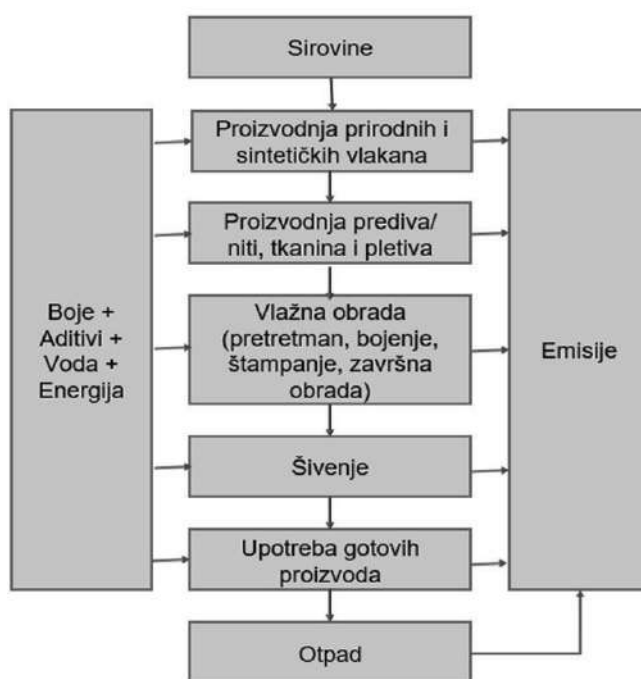 Sirovine
Proizvodnja prirodnih i
sintetičkih vlakana
Proizvodnja prediva/
niti, tkanina i pletiva
Boje +
Aditivi +
Voda +
Energija
Vlažna obrada
(pretretman, bojenje,
štampanje, završna
obrada)
Emisije
Šivenje
Upotreba gotovih
proizvoda
Otpad